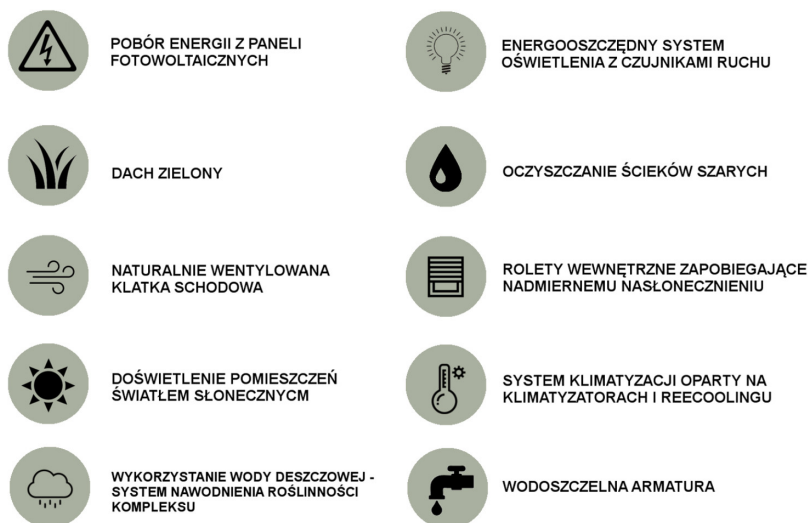 POBÓR ENERGII Z PANELI
FOTOWOLTAICZNYCH
ENERGOOSZCZĘDNY SYSTEM
OŚWIETLENIA Z CZUJNIKAMI RUCHU
DACH ZIELONY
OCZYSZCZANIE ŚCIEKÓW SZARYCH
NATURALNIE WENTYLOWANA
KLATKA SCHODOWA
ROLETY WEWNĘTRZNE ZAPOBIEGAJĄCE
NADMIERNEMU NASŁONECZNIENIU
DOŚWIETLENIE POMIESZCZEŃ
ŚWIATŁEM SŁONECZNYCM
SYSTEM KLIMATYZACJI OPARTY NA
KLIMATYZATORACH I REECOOLINGU
WYKORZYSTANIE WODY DESZCZOWEJ -
SYSTEM NAWODNIENIA ROŚLINNOŚCI
KOMPLEKSU
WODOSZCZELNA ARMATURA